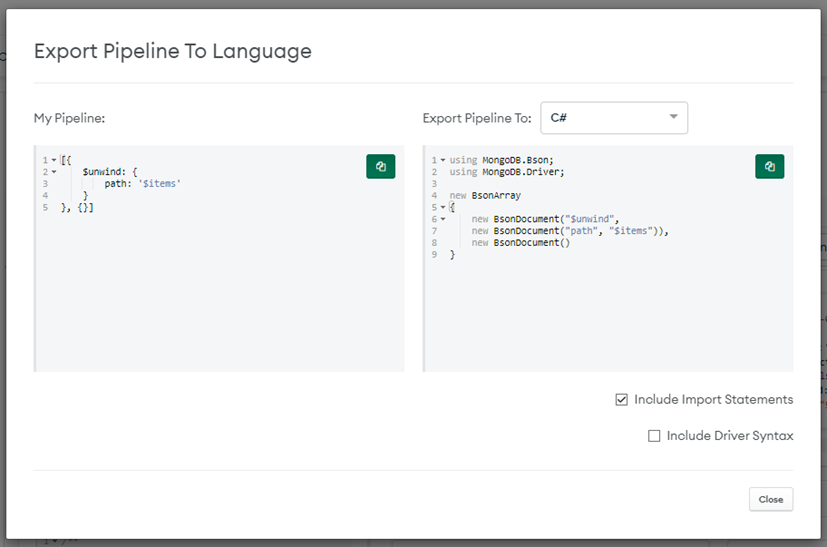 Export Pipeline To Language
My Pipeline:
1 [{
2 $unwind: {
3 path: '$items'
4 }
5 }, {}]
Export Pipeline To: C#
1 using MongoDB.Bson;
2 using MongoDB.Driver;
3
4 new BsonArray
5 {
6 new BsonDocument("$unwind",
7 new BsonDocument("path", "$items")),
8 new BsonDocument()
9 }
Include Import Statements
Include Driver Syntax
Close